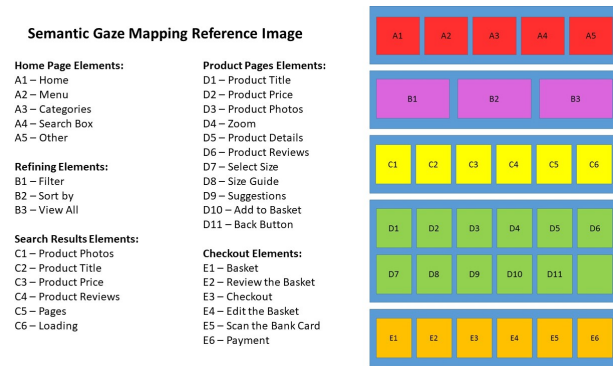 Semantic Gaze Mapping Reference Image
Home Page Elements:
A1 – Home
A2 – Menu
A3 – Categories
A4 – Search Box
A5 – Other
Refining Elements:
B1 – Filter
B2 – Sort by
B3 – View All
Search Results Elements:
C1 – Product Photos
C2 – Product Title
C3 – Product Price
C4 – Product Reviews
C5 – Pages
C6 – Loading
Product Pages Elements:
D1 – Product Title
D2 – Product Price
D3 – Product Photos
D4 – Zoom
D5 – Product Details
D6 – Product Reviews
D7 – Select Size
D8 – Size Guide
D9 – Suggestions
D10 – Add to Basket
D11 – Back Button
Checkout Elements:
E1 – Basket
E2 – Review the Basket
E3 – Checkout
E4 – Edit the Basket
E5 – Scan the Bank Card
E6 – Payment
A1 A2 A3 A4 A5
B1 B2 B3
C1 C2 C3 C4 C5 C6
D1 D2 D3 D4 D5 D6
D7 D8 D9 D10 D11
E1 E2 E3 E4 E5 E6